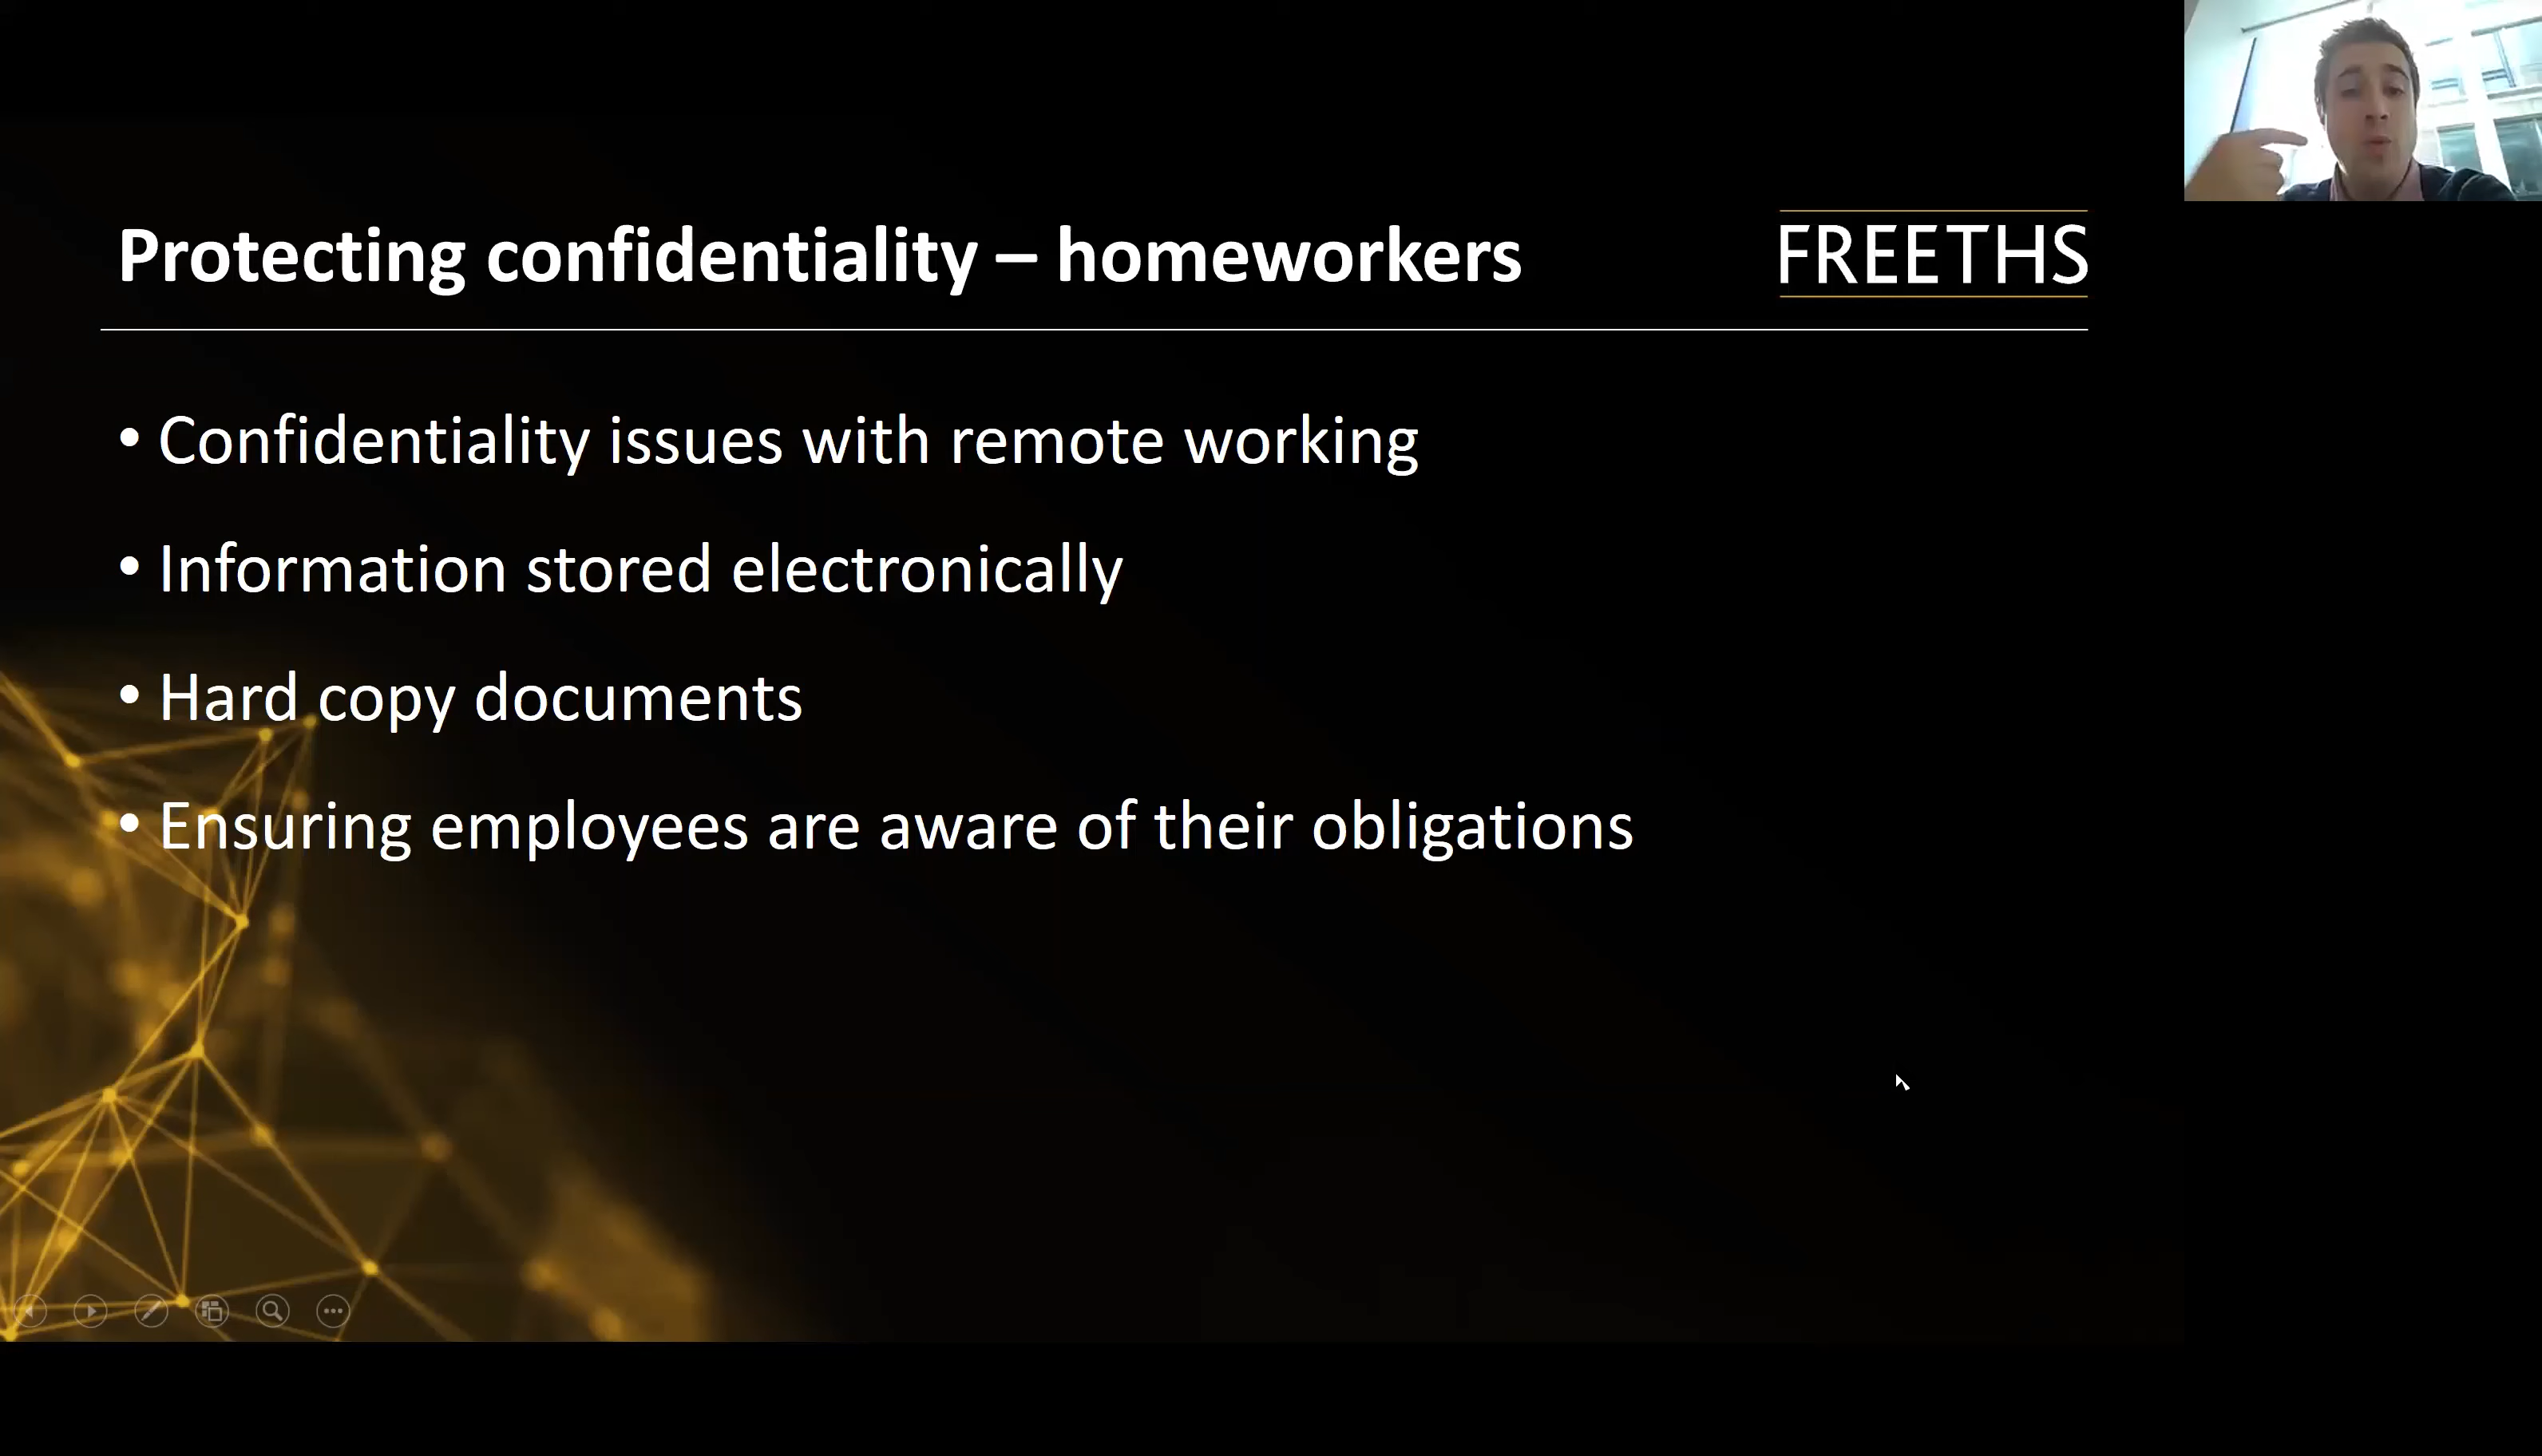 Protecting confidentiality – homeworkers
FREETHS
• Confidentiality issues with remote working
• Information stored electronically
• Hard copy documents
• Ensuring employees are aware of their obligations